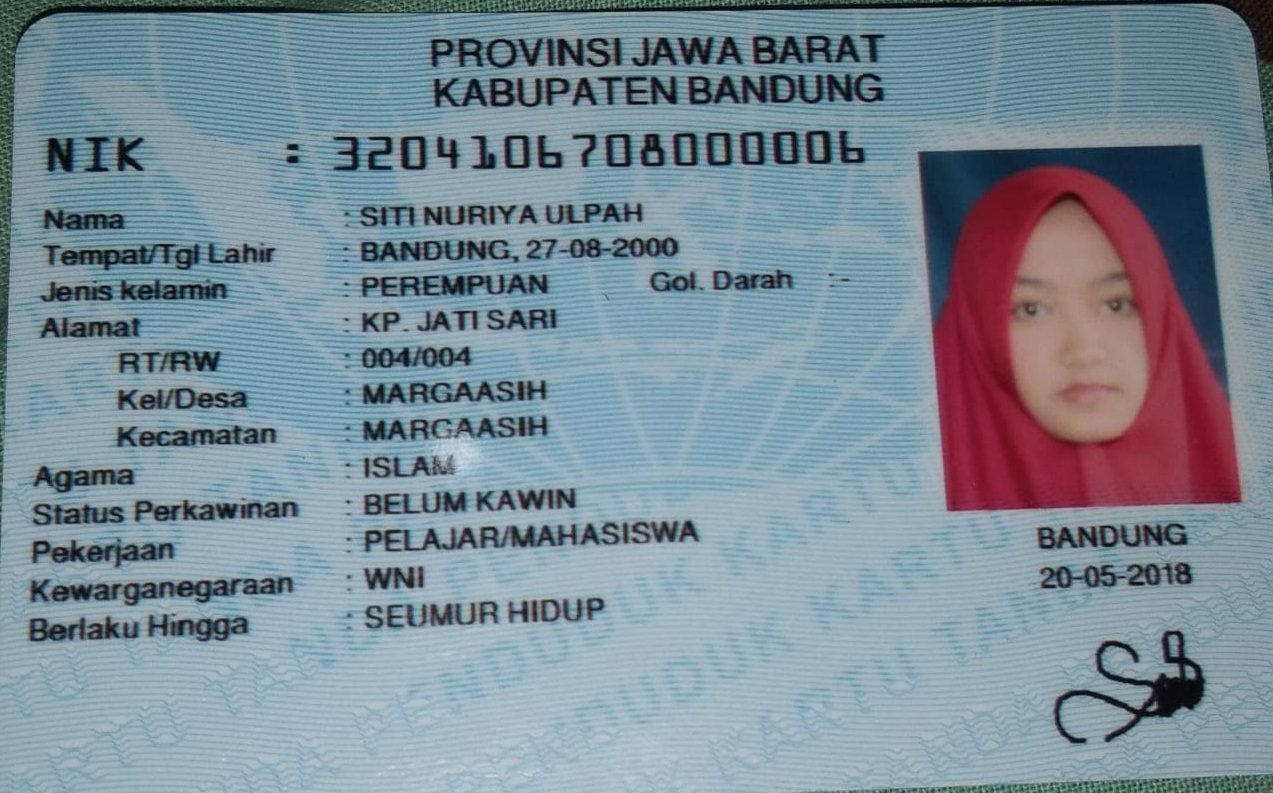 PROVINSI JAWA BARAT
KABUPATEN BANDUNG
NIK : 3204106708000006
Nama : SITI NURIYA ULPAH
Tempat/Tgl Lahir : BANDUNG, 27-08-2000
Jenis kelamin : PEREMPUAN Gol. Darah :-
Alamat : KP. JATI SARI
RT/RW : 004/004
Kel/Desa : MARGAASIH
Kecamatan : MARGAASIH
Agama : ISLAM
Status Perkawinan : BELUM KAWIN
Pekerjaan : PELAJAR/MAHASISWA
Kewarganegaraan : WNI
Berlaku Hingga : SEUMUR HIDUP
BANDUNG
20-05-2018